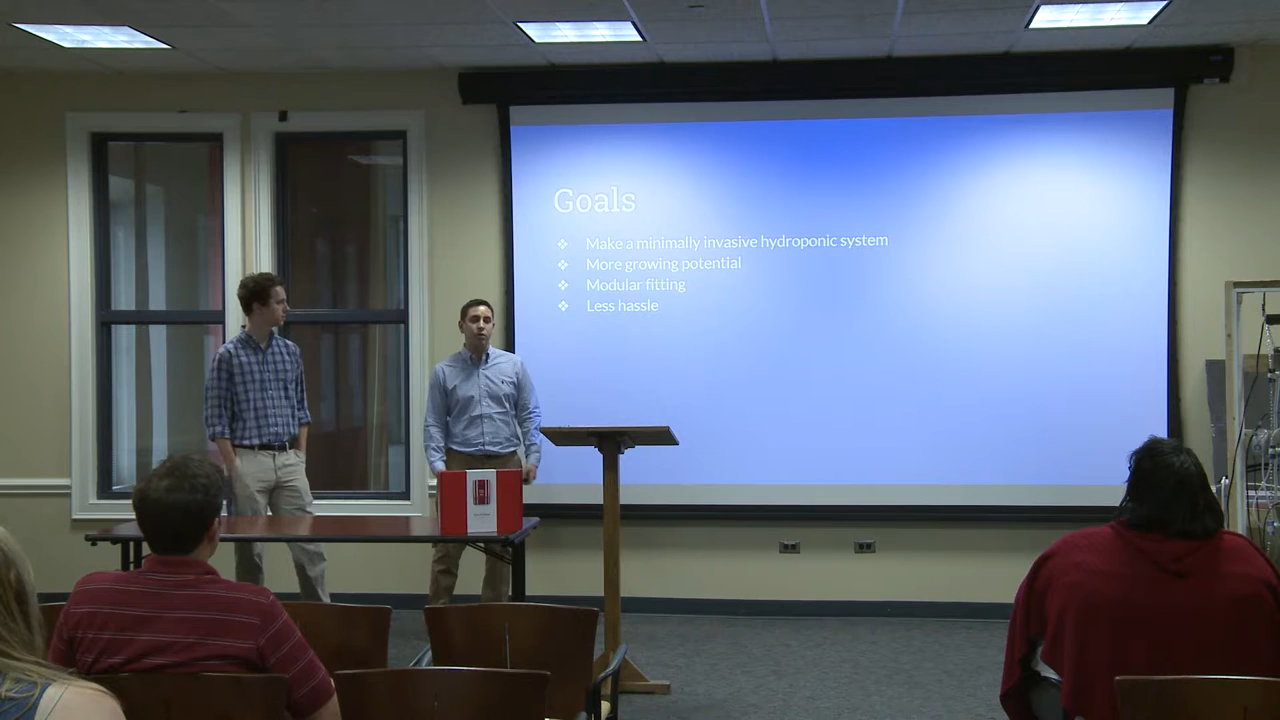 Goals
❖ Make a minimally invasive hydroponic system
❖ More growing potential
❖ Modular fitting
❖ Less hassle